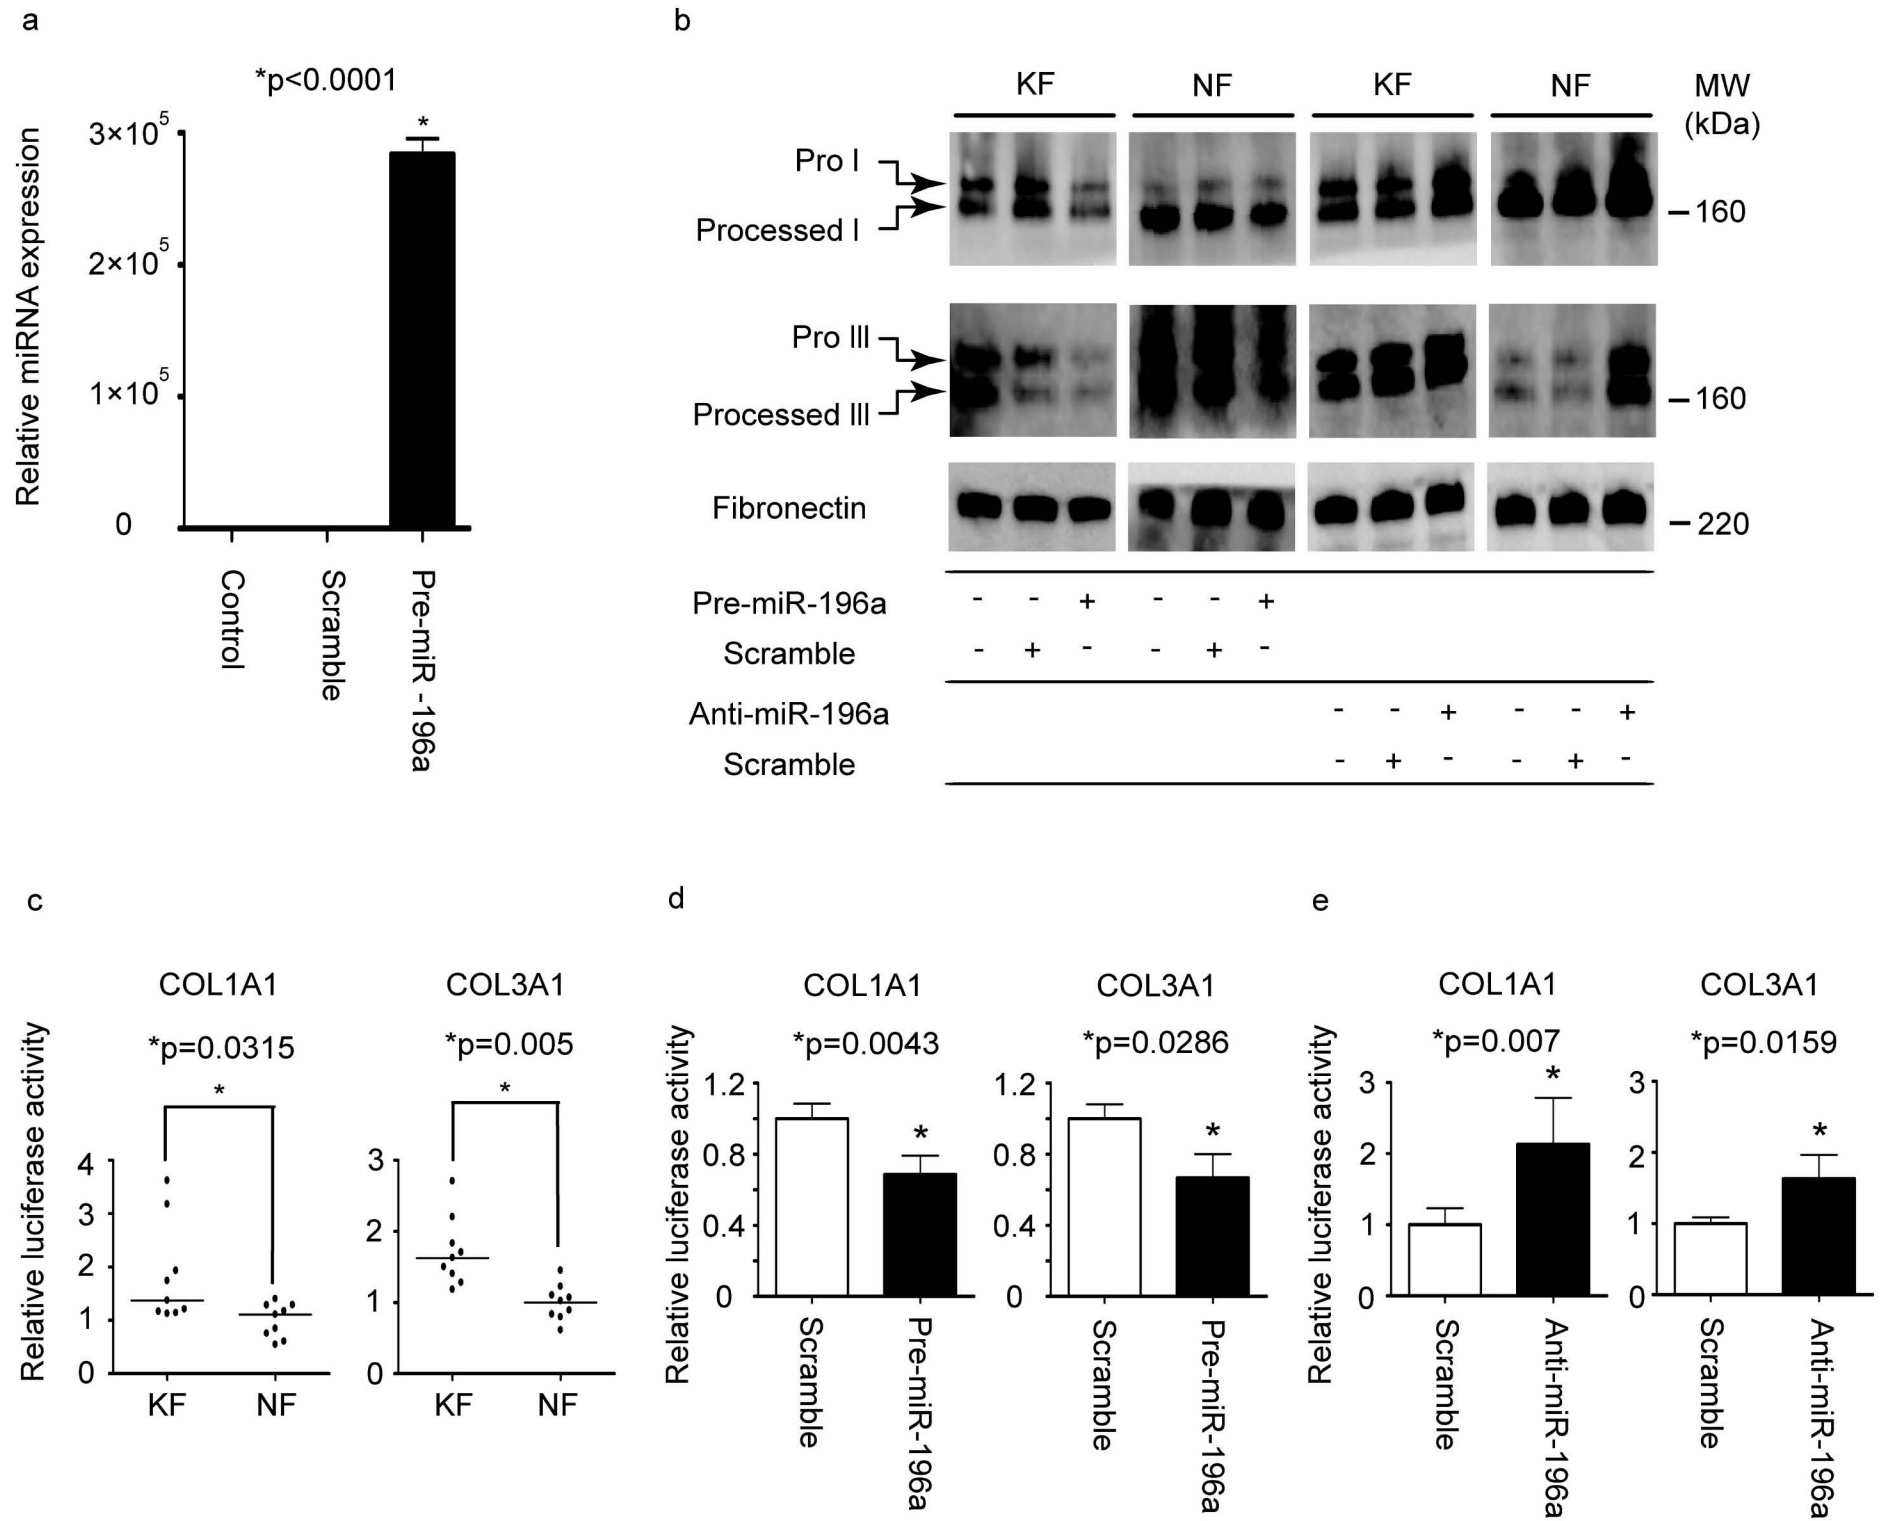 a
*p<0.0001
Relative miRNA expression
3×10⁵
2×10⁵
1×10⁵
0
Control
Scramble
Pre-miR -196a
b
KF NF KF NF MW
(kDa)
Pro I
Processed I
160
Pro III
Processed III
160
Fibronectin
220
Pre-miR-196a - - + - - +
Scramble - + - - + -
Anti-miR-196a - - + - - +
Scramble - + - - + -
c
COL1A1
*p=0.0315
*
Relative luciferase activity
4
3
2
1
0
KF NF
COL3A1
*p=0.005
*
3
2
1
0
KF NF
d
COL1A1
*p=0.0043
Relative luciferase activity
1.2
0.8
0.4
0
*
Scramble
Pre-miR-196a
COL3A1
*p=0.0286
1.2
0.8
0.4
0
*
Scramble
Pre-miR-196a
e
COL1A1
*p=0.007
Relative luciferase activity
*
3
2
1
0
Scramble
Anti-miR-196a
COL3A1
*p=0.0159
3
2
1
0
*
Scramble
Anti-miR-196a